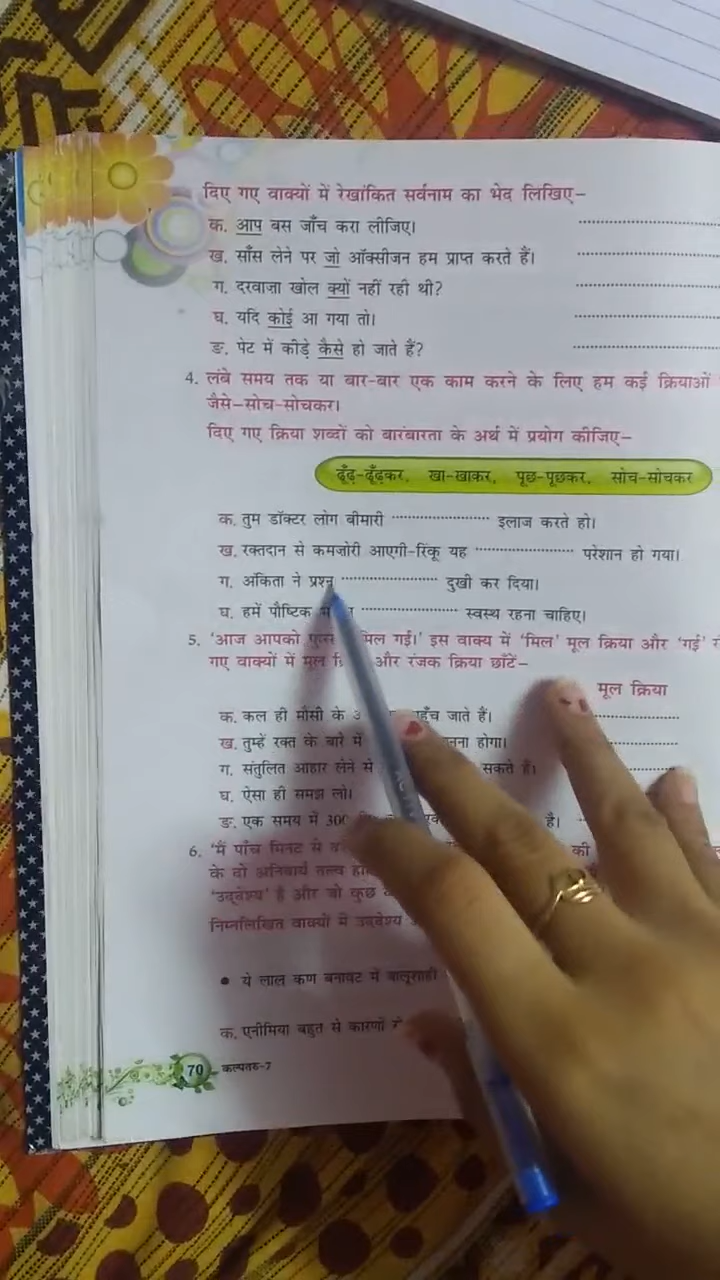 दिए गए वाक्यों में रेखांकित सर्वनाम का भेद लिखिए–
क. आप बस जाँच करा लीजिए।
ख. साँस लेने पर जो ऑक्सीजन हम प्राप्त करते हैं।
ग. दरवाज़ा खोल क्यों नहीं रही थी?
घ. यदि कोई आ गया तो।
ङ. पेट में कीड़े कैसे हो जाते हैं?
4. लंबे समय तक या बार-बार एक काम करने के लिए हम कई क्रियाओं
जैसे–सोच-सोचकर।
दिए गए क्रिया शब्दों को बारंबारता के अर्थ में प्रयोग कीजिए–
ढूँढ़-ढूँढ़कर, खा-खाकर, पूछ-पूछकर, सोच-सोचकर
क. तुम डॉक्टर लोग बीमारी .................... इलाज करते हो।
ख. रक्तदान से कमजोरी आएगी-रिंकू यह .................... परेशान हो गया।
ग. अंकिता ने प्रश्न .................... दुखी कर दिया।
घ. हमें पौष्टिक .................... स्वस्थ रहना चाहिए।
5. 'आज आपको मिल गई।' इस वाक्य में 'मिल' मूल क्रिया और 'गई'
गए वाक्यों में मूल और रंजक क्रिया छाँटें–
मूल क्रिया
क. कल ही मौसी के जाते हैं।
ख. तुम्हें रक्त के बारे में होगा।
ग. संतुलित आहार लेने से सकते हैं।
घ. ऐसा ही समझ लो।
ङ. एक समय में 300 है।
6. 'मैं पाँच मिनट से की
के दो अनिवार्य तत्व
'उद्देश्य' है और जो कुछ
निम्नलिखित वाक्यों में उद्देश्य
• ये लाल कण बनावट में बालूशाही
क. एनीमिया बहुत से कारणों
70 कल्पतरु-7